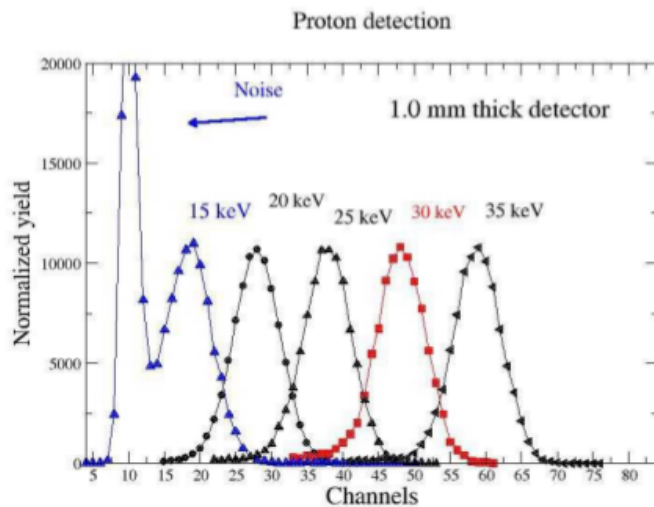 Proton detection
20000
15000
10000
5000
0
Normalized yield
Noise
1.0 mm thick detector
15 keV
20 keV
25 keV
30 keV
35 keV
5 10 15 20 25 30 35 40 45 50 55 60 65 70 75 80
Channels